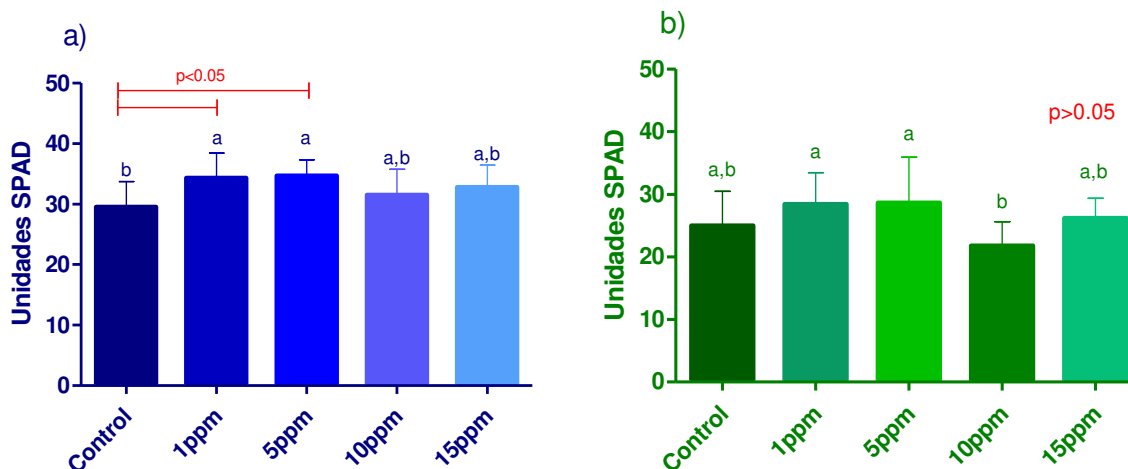 a)
p<0.05
50
40
30
20
10
0
Unidades SPAD
b
a
a
a,b
a,b
Control
1ppm
5ppm
10ppm
15ppm
b)
p>0.05
50
40
30
20
10
0
Unidades SPAD
a,b
a
a
b
a,b
Control
1ppm
5ppm
10ppm
15ppm